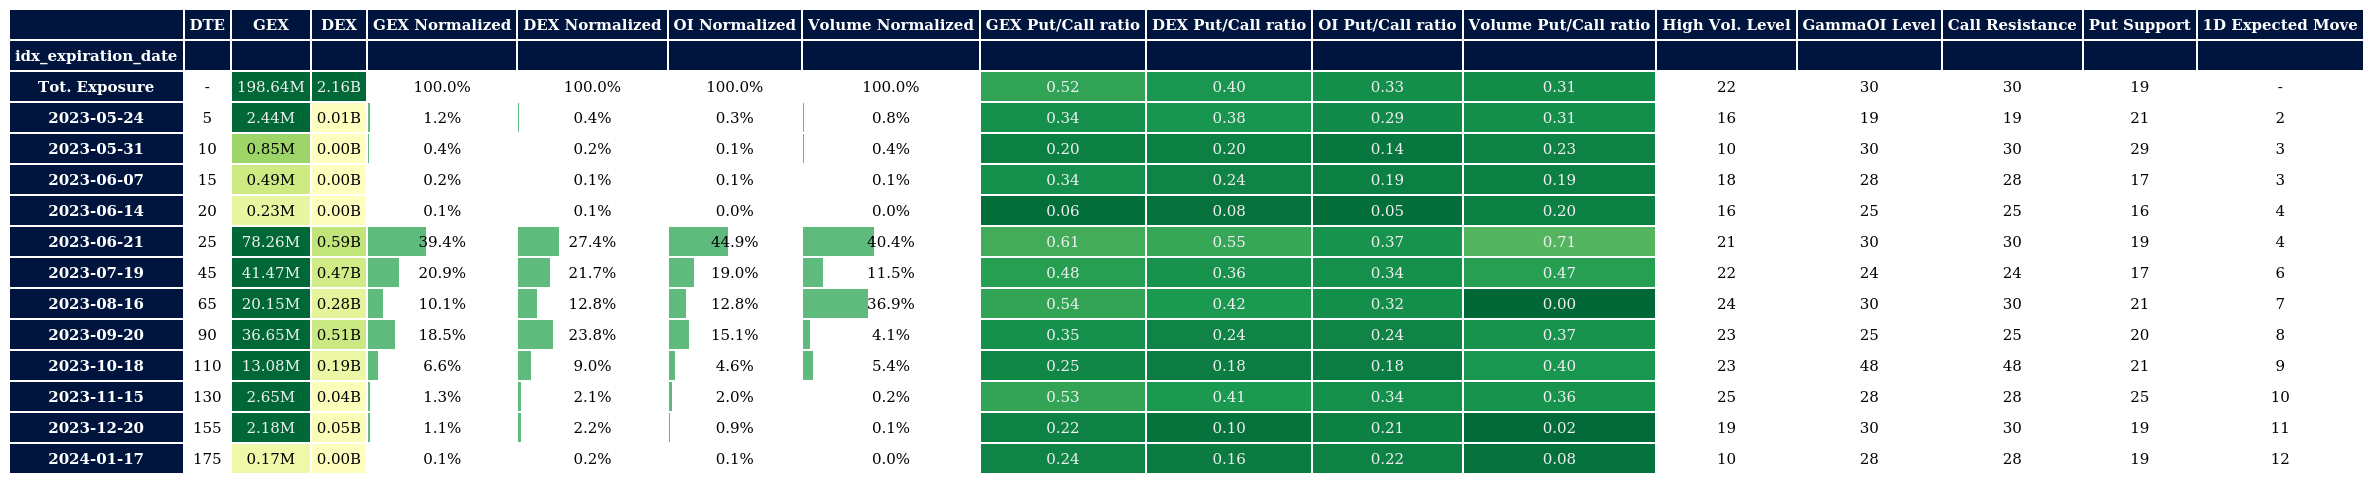 DTE GEX DEX GEX Normalized DEX Normalized OI Normalized Volume Normalized GEX Put/Call ratio DEX Put/Call ratio OI Put/Call ratio Volume Put/Call ratio High Vol. Level GammaOI Level Call Resistance Put Support 1D Expected Move
idx_expiration_date
Tot. Exposure - 198.64M 2.16B 100.0% 100.0% 100.0% 100.0% 0.52 0.40 0.33 0.31 22 30 30 19 -
2023-05-24 5 2.44M 0.01B 1.2% 0.4% 0.3% 0.8% 0.34 0.38 0.29 0.31 16 19 19 21 2
2023-05-31 10 0.85M 0.00B 0.4% 0.2% 0.1% 0.4% 0.20 0.20 0.14 0.23 10 30 30 29 3
2023-06-07 15 0.49M 0.00B 0.2% 0.1% 0.1% 0.1% 0.34 0.24 0.19 0.19 18 28 28 17 3
2023-06-14 20 0.23M 0.00B 0.1% 0.1% 0.0% 0.0% 0.06 0.08 0.05 0.20 16 25 25 16 4
2023-06-21 25 78.26M 0.59B 39.4% 27.4% 44.9% 40.4% 0.61 0.55 0.37 0.71 21 30 30 19 4
2023-07-19 45 41.47M 0.47B 20.9% 21.7% 19.0% 11.5% 0.48 0.36 0.34 0.47 22 24 24 17 6
2023-08-16 65 20.15M 0.28B 10.1% 12.8% 12.8% 36.9% 0.54 0.42 0.32 0.00 24 30 30 21 7
2023-09-20 90 36.65M 0.51B 18.5% 23.8% 15.1% 4.1% 0.35 0.24 0.24 0.37 23 25 25 20 8
2023-10-18 110 13.08M 0.19B 6.6% 9.0% 4.6% 5.4% 0.25 0.18 0.18 0.40 23 48 48 21 9
2023-11-15 130 2.65M 0.04B 1.3% 2.1% 2.0% 0.2% 0.53 0.41 0.34 0.36 25 28 28 25 10
2023-12-20 155 2.18M 0.05B 1.1% 2.2% 0.9% 0.1% 0.22 0.10 0.21 0.02 19 30 30 19 11
2024-01-17 175 0.17M 0.00B 0.1% 0.2% 0.1% 0.0% 0.24 0.16 0.22 0.08 10 28 28 19 12